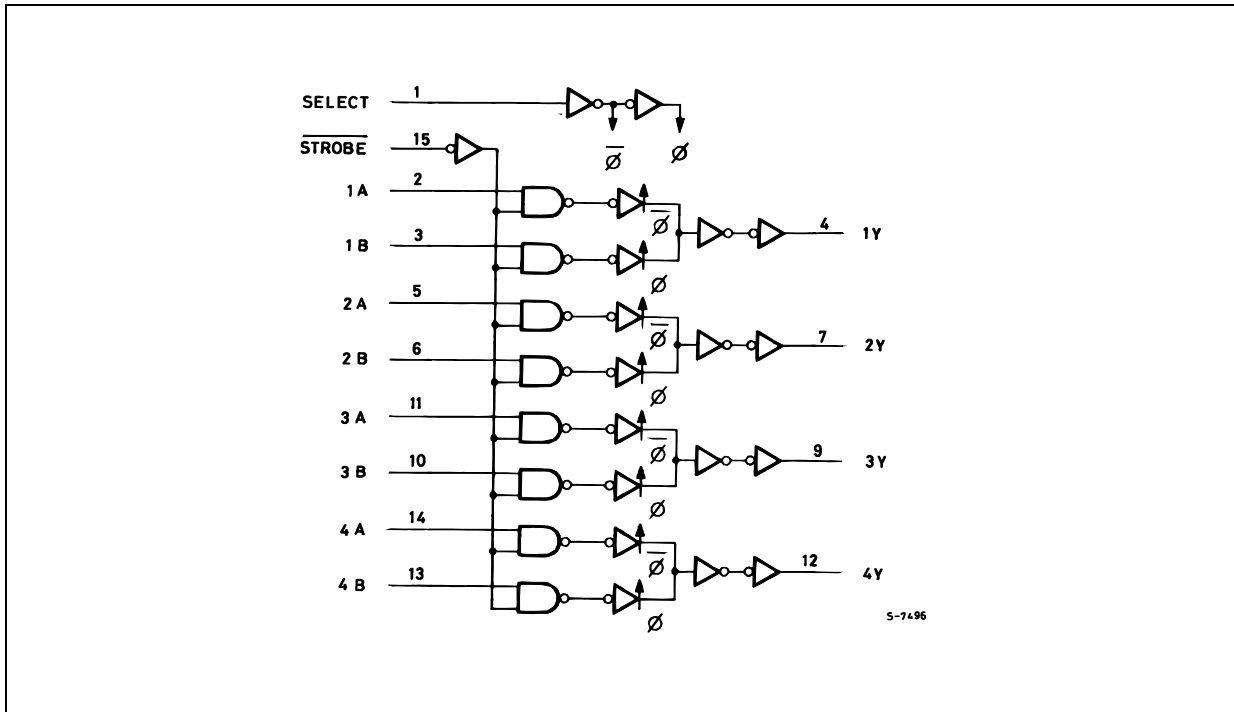 SELECT 1
Ø̅ Ø
STROBE 15
1A 2
Ø̅
4 1Y
1B 3
Ø
2A 5
Ø̅
7 2Y
2B 6
Ø
3A 11
Ø̅
9 3Y
3B 10
Ø
4A 14
Ø̅
12 4Y
4B 13
Ø
S-7496